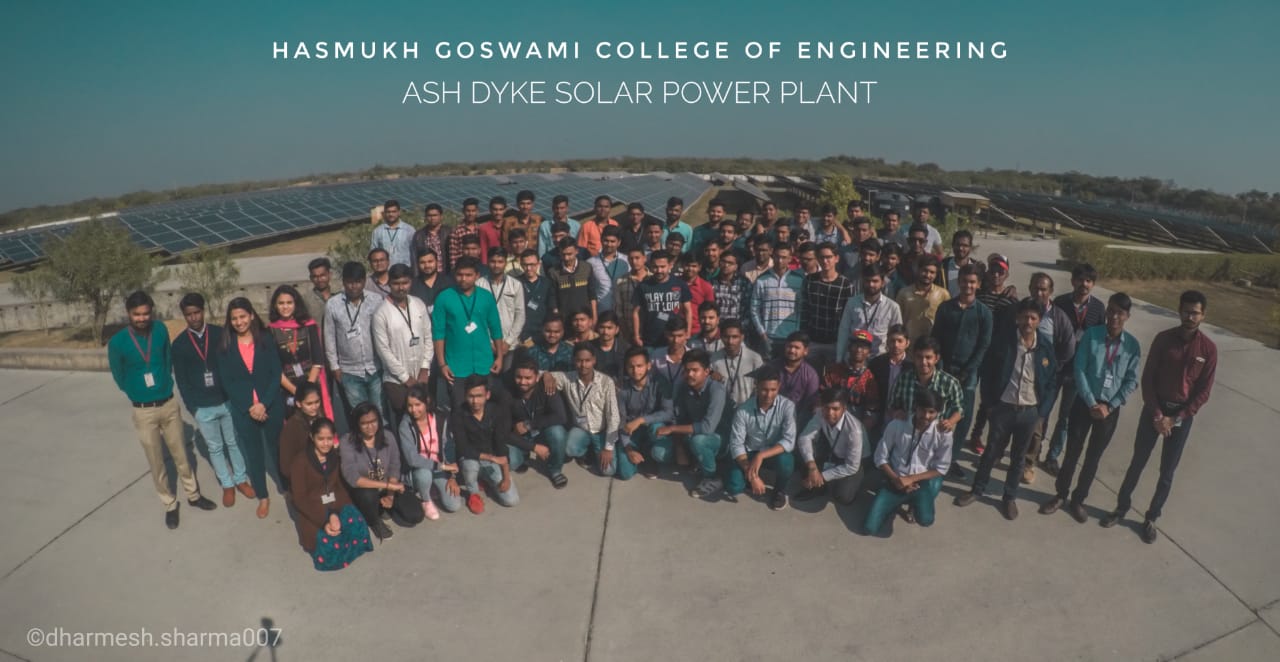 HASMUKH GOSWAMI COLLEGE OF ENGINEERING
ASH DYKE SOLAR POWER PLANT
©dharmesh.sharma007